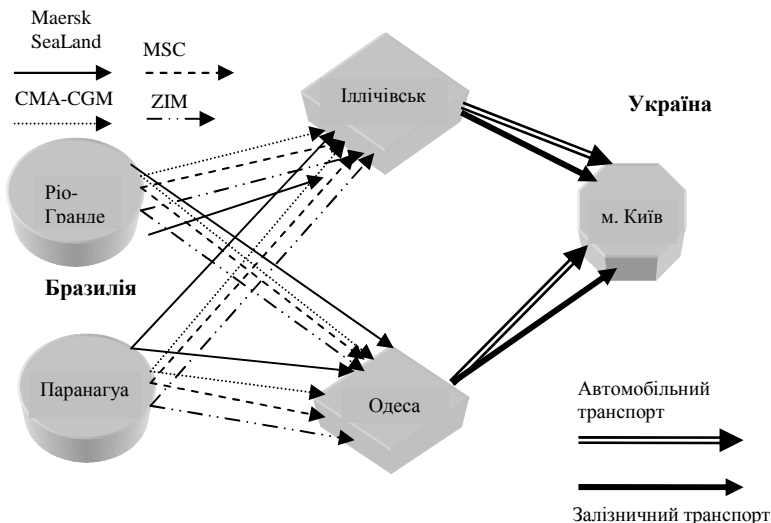 Maersk
SeaLand
MSC
CMA-CGM
ZIM
Іллічівськ
Україна
Ріо-
Гранде
м. Київ
Бразилія
Паранагуа
Одеса
Автомобільний
транспорт
Залізничний транспорт